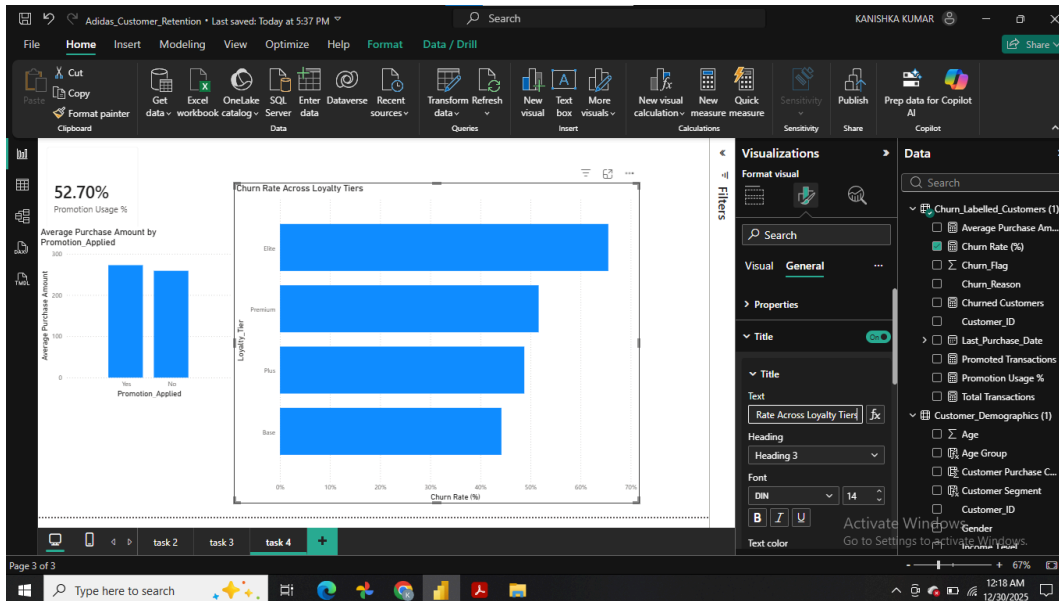 Adidas_Customer_Retention • Last saved: Today at 5:37 PM
Search
KANISHKA KUMAR
File Home Insert Modeling View Optimize Help Format Data / Drill
Share
Paste
Cut
Copy
Format painter
Get data
Excel workbook
OneLake catalog
SQL Server
Enter data
Dataverse
Recent sources
Transform data
Refresh
New visual
Text box
More visuals
New visual calculation
New measure
Quick measure
Sensitivity
Publish
Prep data for AI
Copilot
Clipboard
Data
Queries
Insert
Calculations
Sensitivity
Share
Copilot
52.70%
Promotion Usage %
Average Purchase Amount by
Promotion_Applied
Average Purchase Amount
300
200
100
0
Yes No
Promotion_Applied
Churn Rate Across Loyalty Tiers
Loyalty_Tier
Elite
Premium
Plus
Base
0% 10% 20% 30% 40% 50% 60% 70%
Churn Rate (%)
Filters
Visualizations
Format visual
Search
Visual General
Properties
Title
On
Title
Text
Rate Across Loyalty Tiers
fx
Heading
Heading 3
Font
DIN
14
B I U
Text color
Data
Search
Churn_Labelled_Customers (1)
Average Purchase Am...
Churn Rate (%)
Churn_Flag
Churn_Reason
Churned Customers
Customer_ID
Last_Purchase_Date
Promoted Transactions
Promotion Usage %
Total Transactions
Customer_Demographics (1)
Age
Age Group
Customer Purchase C...
Customer Segment
Customer_ID
Gender
Income_Level
Activate Windows
Go to Settings to activate Windows.
task 2 task 3 task 4 +
Page 3 of 3
- + 67%
Type here to search
12:18 AM
12/30/2025